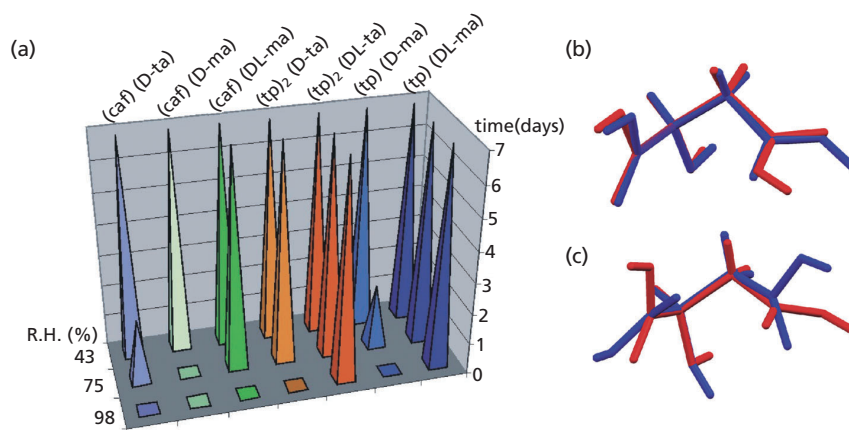 (a)
(caf) (D-ta)
(caf) (D-ma)
(caf) (DL-ma)
(tp)2 (D-ta)
(tp)2 (DL-ta)
(tp) (D-ma)
(tp) (DL-ma)
time(days)
7
6
5
4
3
2
1
0
R.H. (%)
43
75
98
(b)
(c)